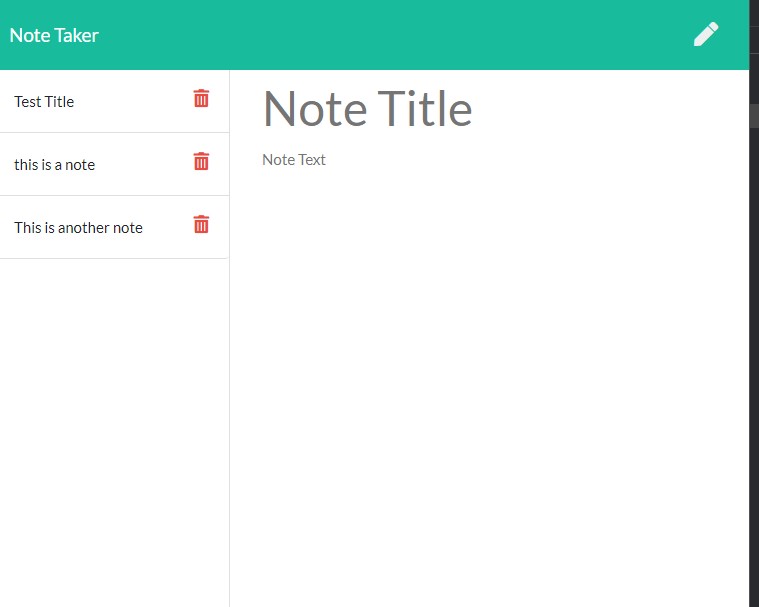 Note Taker
Test Title
this is a note
This is another note
Note Title
Note Text